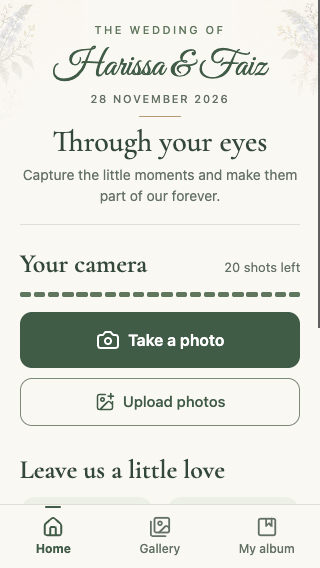 THE WEDDING OF
Harissa & Faiz
28 NOVEMBER 2026
Through your eyes
Capture the little moments and make them
part of our forever.
Your camera
20 shots left
Take a photo
Upload photos
Leave us a little love
Home
Gallery
My album